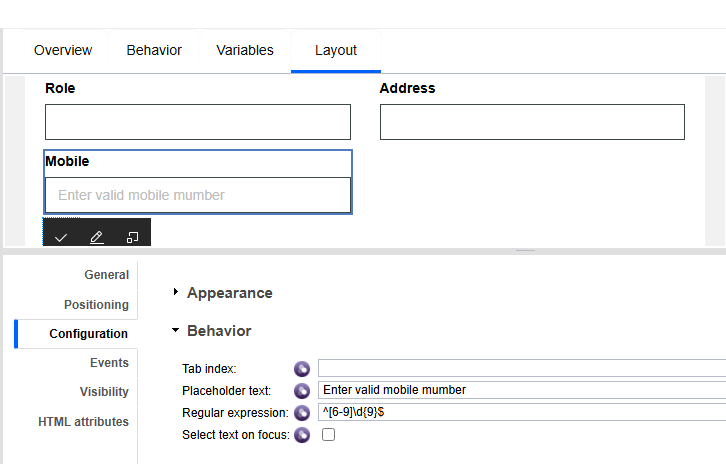 Overview Behavior Variables Layout
Role Address
Mobile
Enter valid mobile mumber
General
Positioning
Configuration
Events
Visibility
HTML attributes
Appearance
Behavior
Tab index:
Placeholder text: Enter valid mobile mumber
Regular expression: ^[6-9]\d{9}$
Select text on focus: